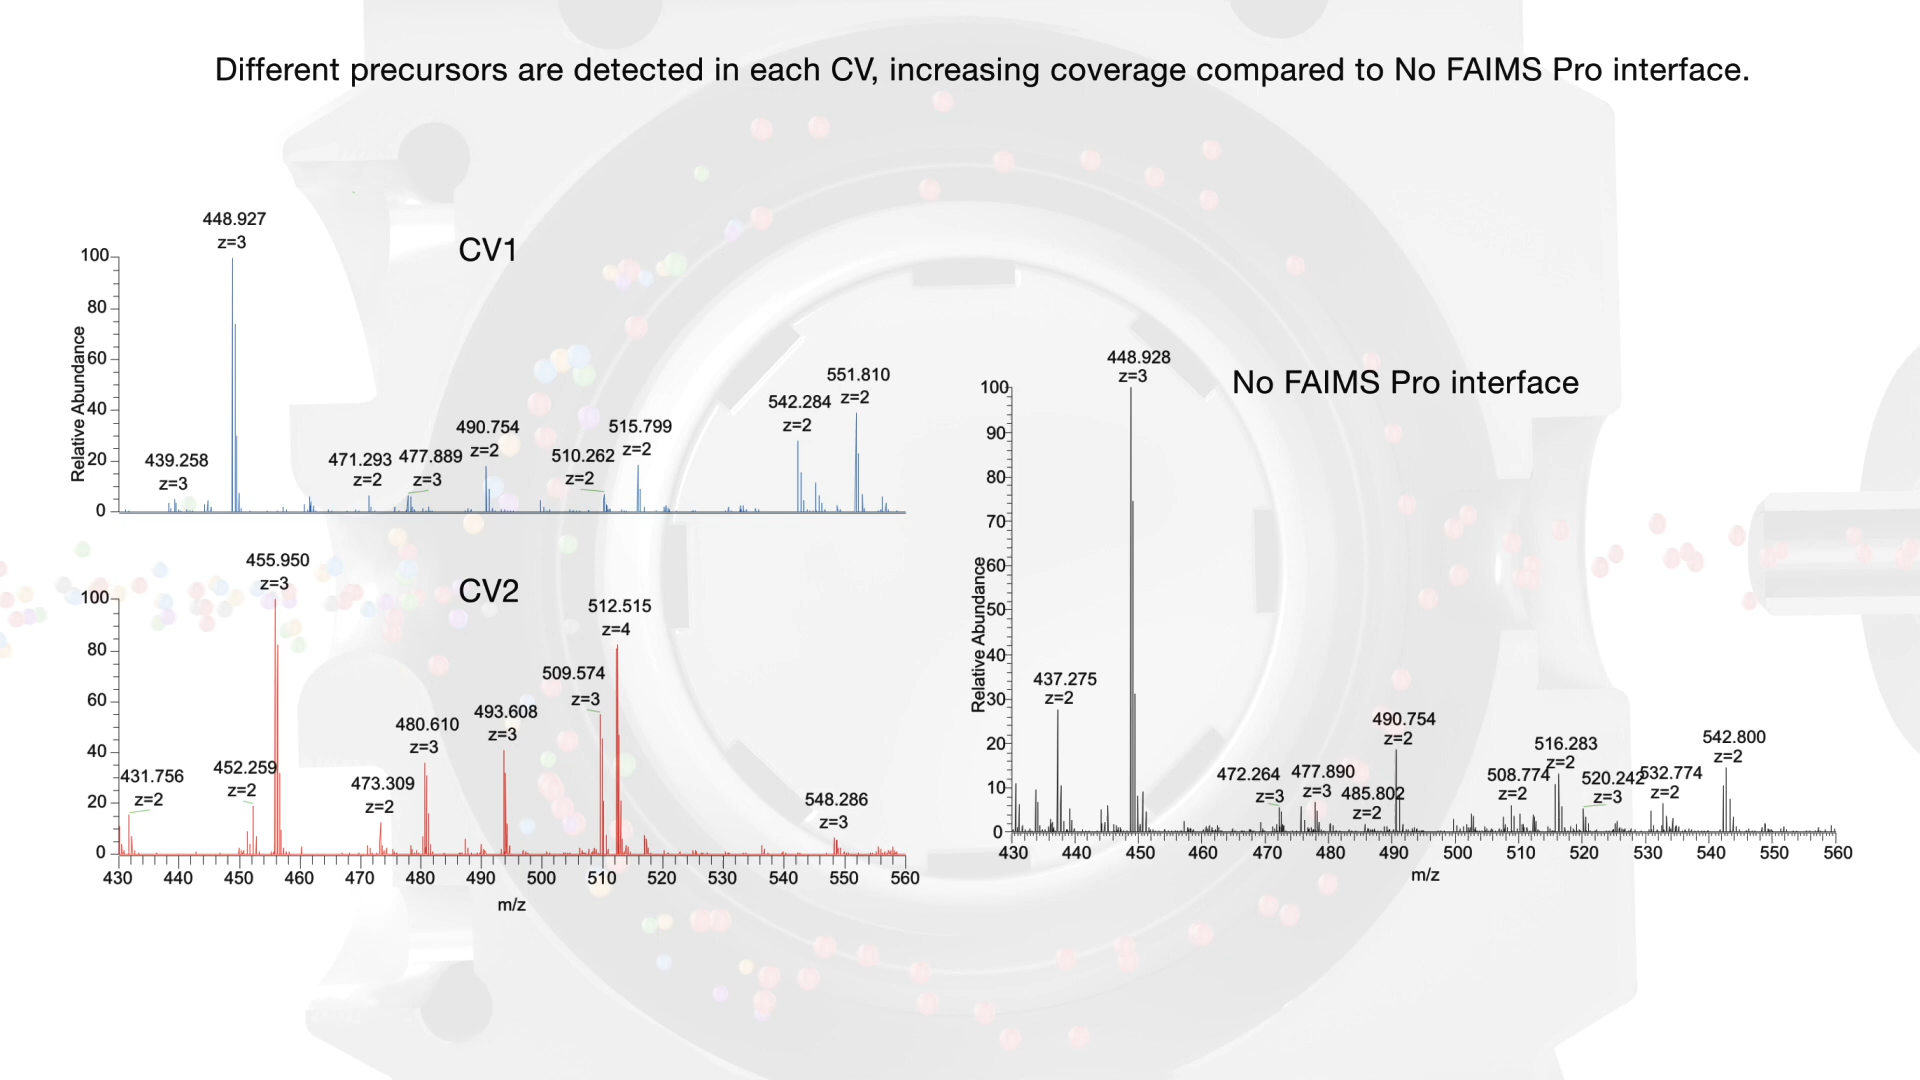 Different precursors are detected in each CV, increasing coverage compared to No FAIMS Pro interface.
CV1
Relative Abundance
100
80
60
40
20
0
439.258
z=3
448.927
z=3
471.293
z=2
477.889
z=3
490.754
z=2
510.262
z=2
515.799
z=2
542.284
z=2
551.810
z=2
CV2
100
80
60
40
20
0
431.756
z=2
452.259
z=2
455.950
z=3
473.309
z=2
480.610
z=3
493.608
z=3
509.574
z=3
512.515
z=4
548.286
z=3
430 440 450 460 470 480 490 500 510 520 530 540 550 560
m/z
No FAIMS Pro interface
Relative Abundance
100
90
80
70
60
50
40
30
20
10
0
437.275
z=2
448.928
z=3
472.264
z=3
477.890
z=3
485.802
z=2
490.754
z=2
508.774
z=2
516.283
z=2
520.242
z=3
532.774
z=2
542.800
z=2
430 440 450 460 470 480 490 500 510 520 530 540 550 560
m/z